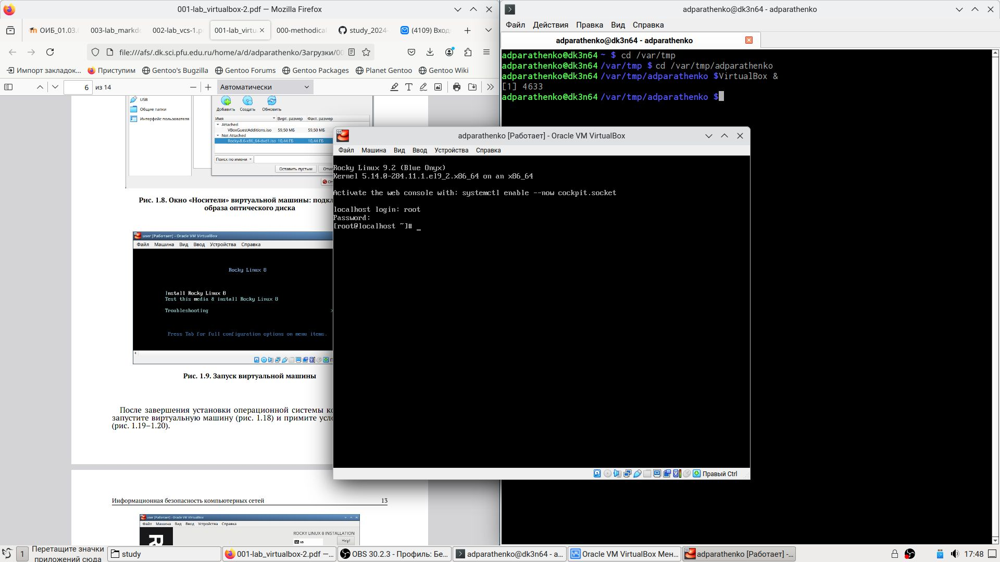 001-lab_virtualbox-2.pdf — Mozilla Firefox
ОИБ_01.03.
003-lab_markd
002-lab_vcs-1.p
001-lab_virtu
000-methodical
study_2024-
(4109) Вход
file:///afs/.dk.sci.pfu.edu.ru/home/a/d/adparathenko/Загрузки/00
Импорт закладок...
Приступим
Gentoo's Bugzilla
Gentoo Forums
Gentoo Packages
Planet Gentoo
Gentoo Wiki
6
из 14
Автоматически
USB
Общие папки
Интерфейс пользователя
Добавить
Создать
Обновить
Имя
Вирт. размер
Факт. размер
Attached
VBoxGuestAdditions.iso 59,50 МБ 59,50 МБ
Not Attached
Rocky-8.6-x86_64-dvd1.iso 10,44 ГБ 10,44 ГБ
Поиск по имени
Оставить пустым
Рис. 1.8. Окно «Носители» виртуальной машины: подкл
образа оптического диска
user [Работает] - Oracle VM VirtualBox
Файл Машина Вид Ввод Устройства Справка
Rocky Linux 8
Install Rocky Linux 8
Test this media & install Rocky Linux 8
Troubleshooting
Press Tab for full configuration options on menu items.
Рис. 1.9. Запуск виртуальной машины
После завершения установки операционной системы ко
запустите виртуальную машину (рис. 1.18) и примите усло
(рис. 1.19–1.20).
Информационная безопасность компьютерных сетей 13
user [Работает] - Oracle VM VirtualBox
Файл Машина Вид Ввод Устройства Справка
ROCKY LINUX 8 INSTALLATION
us
Help!
adparathenko@dk3n64 - adparathenko
Файл Действия Правка Вид Справка
adparathenko@dk3n64 - adparathenko
adparathenko@dk3n64 ~ $ cd /var/tmp
adparathenko@dk3n64 /var/tmp $ cd /var/tmp/adparathenko
adparathenko@dk3n64 /var/tmp/adparathenko $VirtualBox &
[1] 4633
adparathenko@dk3n64 /var/tmp/adparathenko $
adparathenko [Работает] - Oracle VM VirtualBox
Файл Машина Вид Ввод Устройства Справка
Rocky Linux 9.2 (Blue Onyx)
Kernel 5.14.0-284.11.1.el9_2.x86_64 on an x86_64
Activate the web console with: systemctl enable --now cockpit.socket
localhost login: root
Password:
[root@localhost ~]# _
Правый Ctrl
1
Перетащите значки
приложений сюда
study
001-lab_virtualbox-2.pdf —...
OBS 30.2.3 - Профиль: Бе...
adparathenko@dk3n64 - a...
Oracle VM VirtualBox Мен...
adparathenko [Работает] -...
17:48